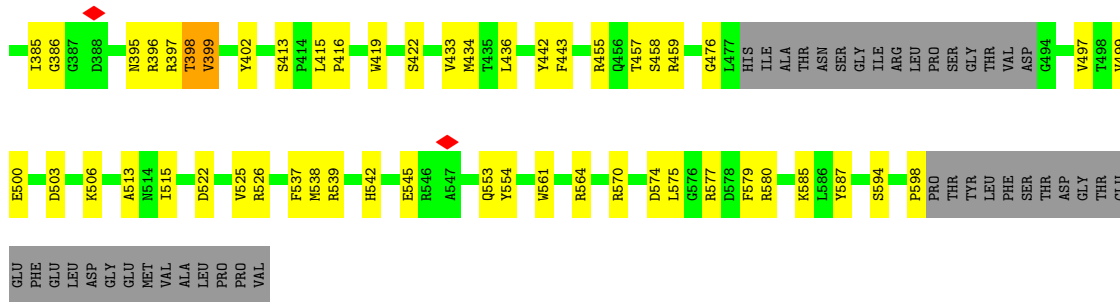 I385 G386 G387 D388 N395 R396 R397 T398 V399 Y402 S413 P414 L415 P416 W419 S422 V433 M434 T435 L436 Y442 F443 R455 Q456 T457 S458 R459 G476 L477 HIS ILE ALA THR ASN SER GLY ILE ARG LEU PRO SER GLY THR VAL ASP G494 V497 T498 V499
E500 D503 K506 A513 N514 I515 D522 V525 R526 F537 M538 R539 H542 E545 R546 A547 Q553 Y554 W561 R564 R570 D574 L575 G576 R577 D578 F579 R580 K585 L586 Y587 S594 P598 PRO THR TYR LEU PHE SER THR ASP GLY THR GLU
GLU PHE GLU LEU ASP GLY GLU MET VAL ALA LEU PRO PRO VAL